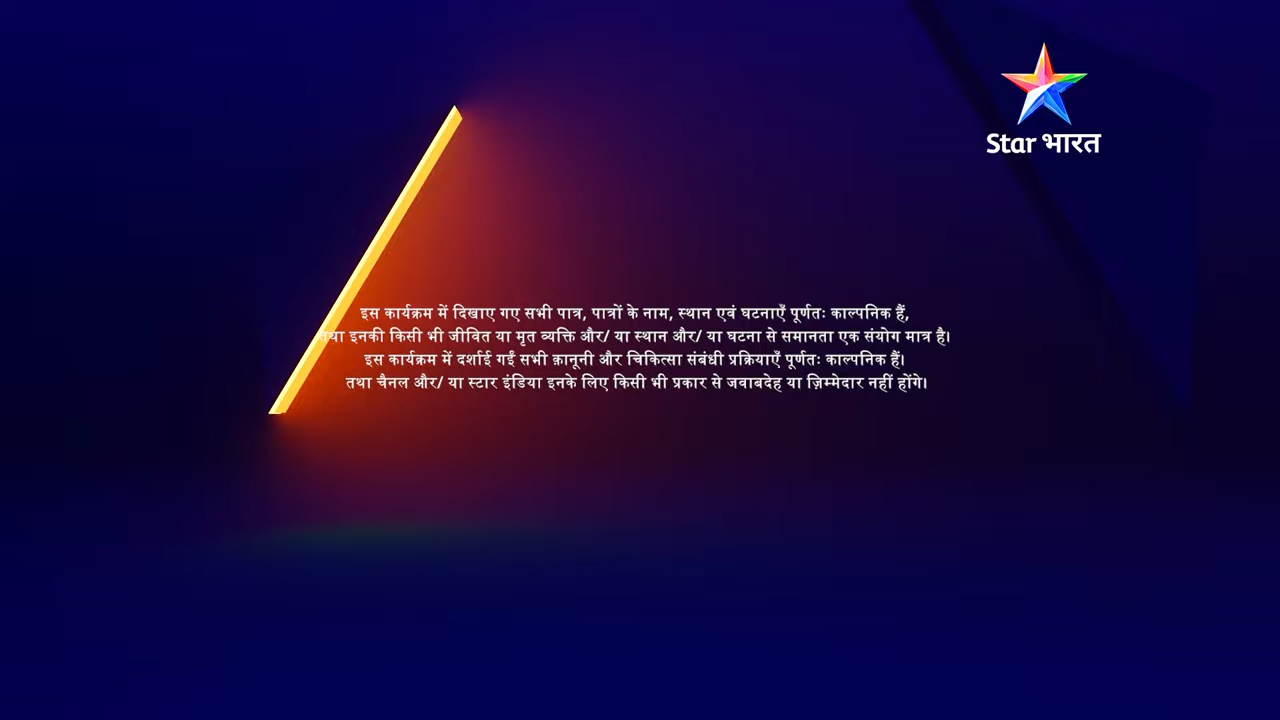 Star भारत
इस कार्यक्रम में दिखाए गए सभी पात्र, पात्रों के नाम, स्थान एवं घटनाएँ पूर्णतः काल्पनिक हैं,
तथा इनकी किसी भी जीवित या मृत व्यक्ति और/ या स्थान और/ या घटना से समानता एक संयोग मात्र है।
इस कार्यक्रम में दर्शाई गईं सभी क़ानूनी और चिकित्सा संबंधी प्रक्रियाएँ पूर्णतः काल्पनिक हैं।
तथा चैनल और/ या स्टार इंडिया इनके लिए किसी भी प्रकार से जवाबदेह या ज़िम्मेदार नहीं होंगे।